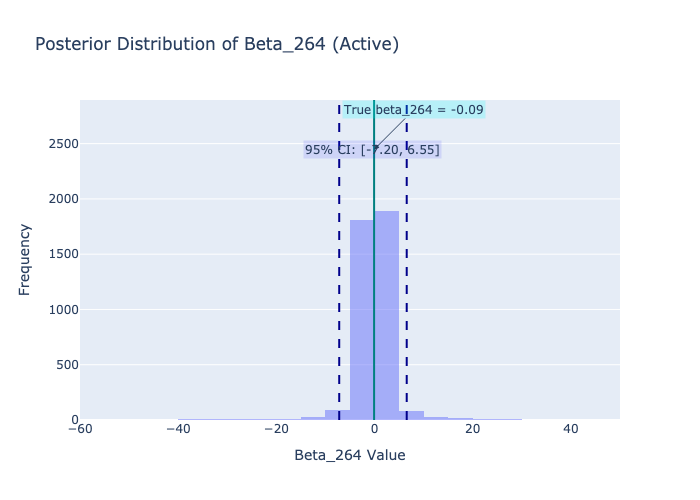 Posterior Distribution of Beta_264 (Active)
True beta_264 = -0.09
95% CI: [-7.20, 6.55]
2500
2000
1500
1000
500
0
Frequency
−60
−40
−20
0
20
40
Beta_264 Value